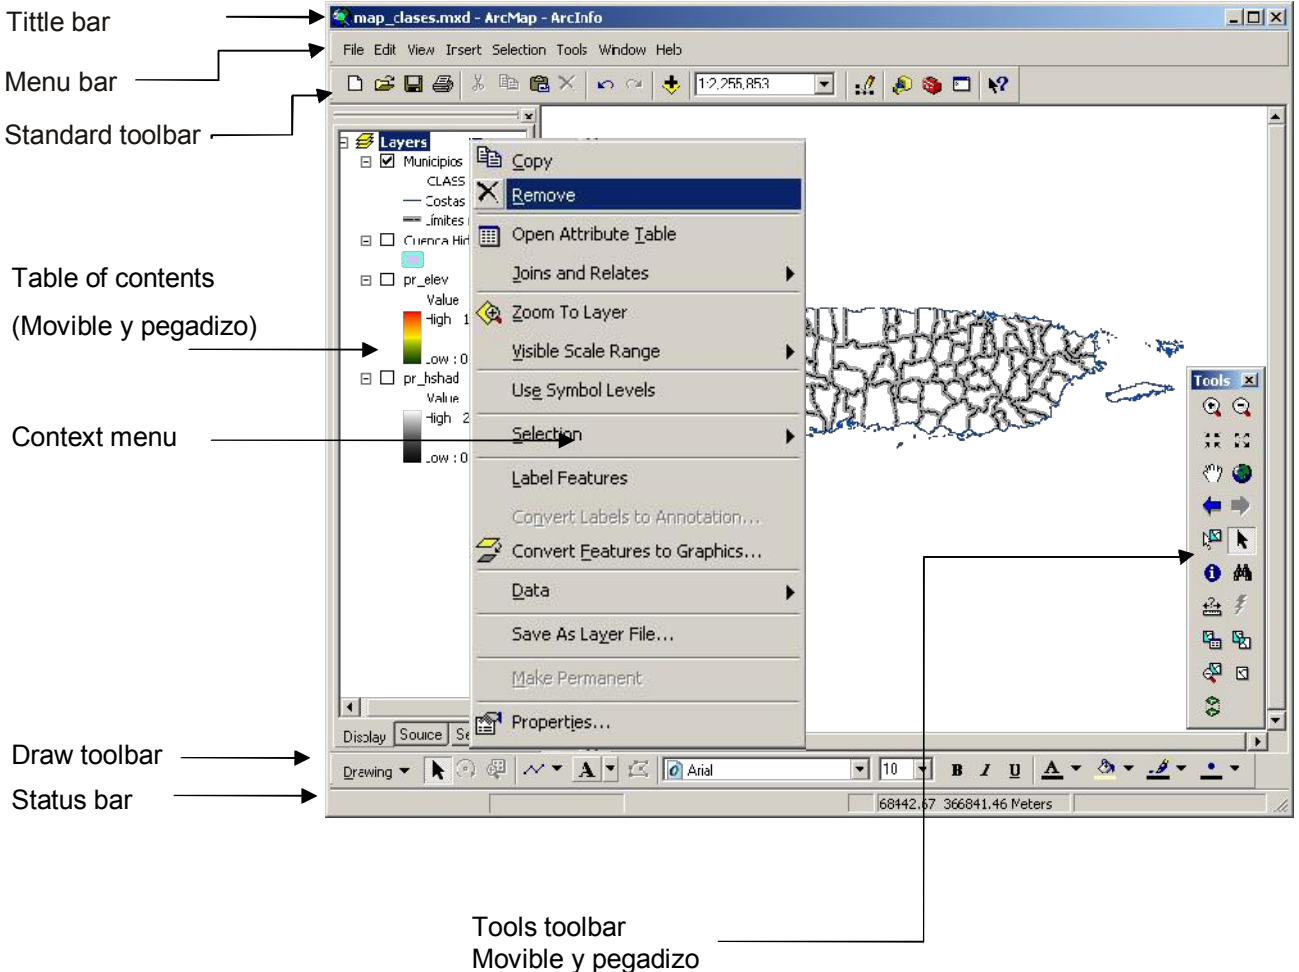 Tittle bar
map_clases.mxd - ArcMap - ArcInfo
File Edit View Insert Selection Tools Window Help
Menu bar
1:2,255,853
Standard toolbar
Layers
Municipios
CLASS
Costas
Límites
Cuenca Hid
pr_elev
Value
High 1
Low : 0
pr_hshad
Value
High 2
Low : 0
Copy
Remove
Open Attribute Table
Joins and Relates
Zoom To Layer
Visible Scale Range
Use Symbol Levels
Selection
Label Features
Convert Labels to Annotation...
Convert Features to Graphics...
Data
Save As Layer File...
Make Permanent
Properties...
Tools
Table of contents
(Movible y pegadizo)
Context menu
Display Source Se
Draw toolbar
Drawing A Arial 10 B I U A
Status bar
68442.67 366841.46 Meters
Tools toolbar
Movible y pegadizo